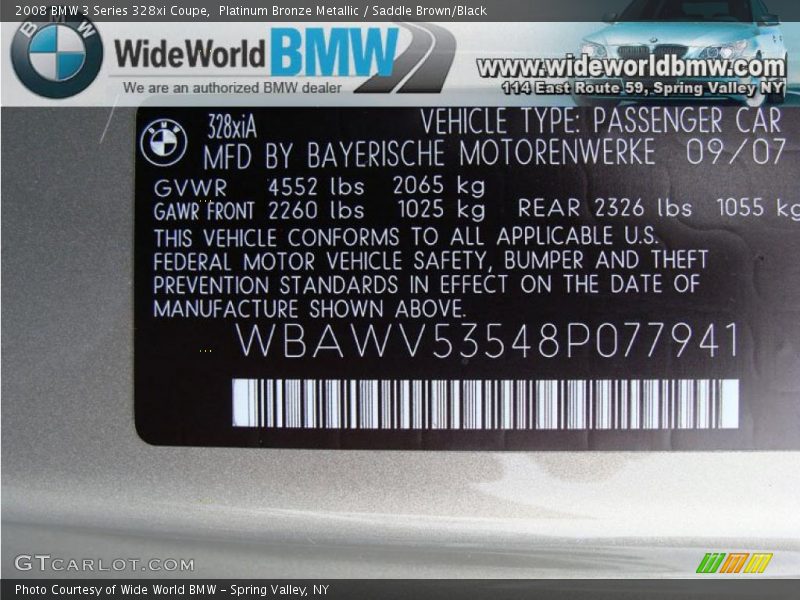 2008 BMW 3 Series 328xi Coupe, Platinum Bronze Metallic / Saddle Brown/Black
BMW
WideWorld BMW
We are an authorized BMW dealer
www.wideworldbmw.com
114 East Route 59, Spring Valley NY
BMW
328xiA VEHICLE TYPE: PASSENGER CAR
MFD BY BAYERISCHE MOTORENWERKE 09/07
GVWR 4552 lbs 2065 kg
GAWR FRONT 2260 lbs 1025 kg REAR 2326 lbs 1055 kg
THIS VEHICLE CONFORMS TO ALL APPLICABLE U.S.
FEDERAL MOTOR VEHICLE SAFETY, BUMPER AND THEFT
PREVENTION STANDARDS IN EFFECT ON THE DATE OF
MANUFACTURE SHOWN ABOVE.
WBAWV53548P077941
GTCARLOT.COM
Photo Courtesy of Wide World BMW - Spring Valley, NY